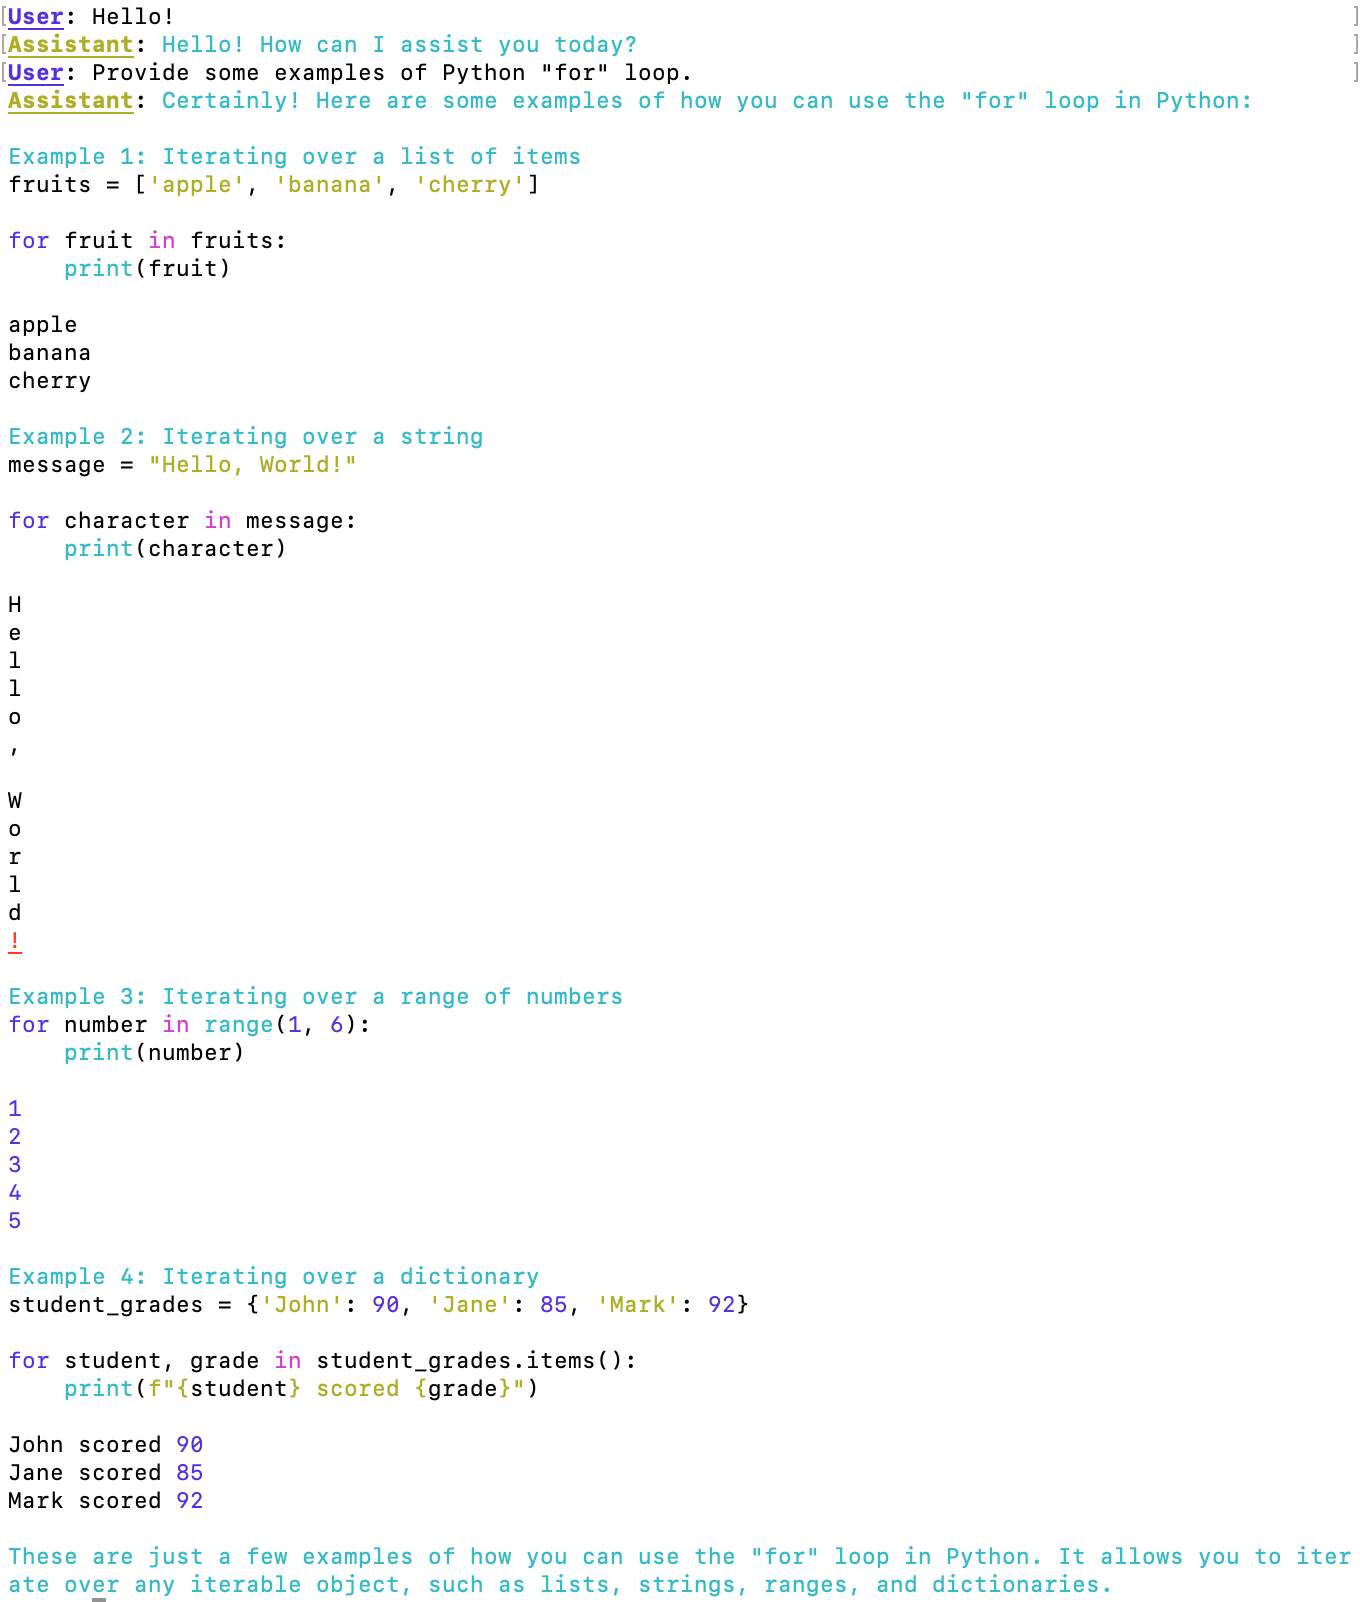 [User: Hello! ]
[Assistant: Hello! How can I assist you today? ]
[User: Provide some examples of Python "for" loop. ]
Assistant: Certainly! Here are some examples of how you can use the "for" loop in Python:

Example 1: Iterating over a list of items
fruits = ['apple', 'banana', 'cherry']

for fruit in fruits:
    print(fruit)

apple
banana
cherry

Example 2: Iterating over a string
message = "Hello, World!"

for character in message:
    print(character)

H
e
l
l
o
,

W
o
r
l
d
!

Example 3: Iterating over a range of numbers
for number in range(1, 6):
    print(number)

1
2
3
4
5

Example 4: Iterating over a dictionary
student_grades = {'John': 90, 'Jane': 85, 'Mark': 92}

for student, grade in student_grades.items():
    print(f"{student} scored {grade}")

John scored 90
Jane scored 85
Mark scored 92

These are just a few examples of how you can use the "for" loop in Python. It allows you to iter
ate over any iterable object, such as lists, strings, ranges, and dictionaries.